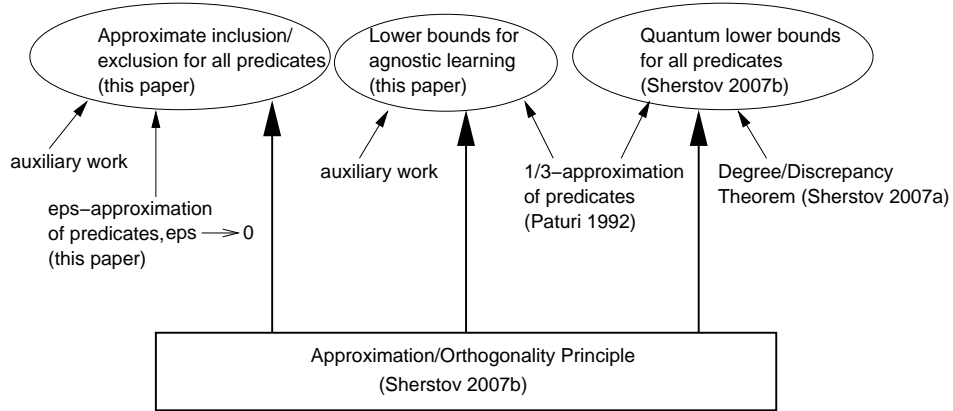 Approximate inclusion/
exclusion for all predicates
(this paper)
Lower bounds for
agnostic learning
(this paper)
Quantum lower bounds
for all predicates
(Sherstov 2007b)
auxiliary work
eps−approximation
of predicates, eps → 0
(this paper)
auxiliary work
1/3−approximation
of predicates
(Paturi 1992)
Degree/Discrepancy
Theorem (Sherstov 2007a)
Approximation/Orthogonality Principle
(Sherstov 2007b)